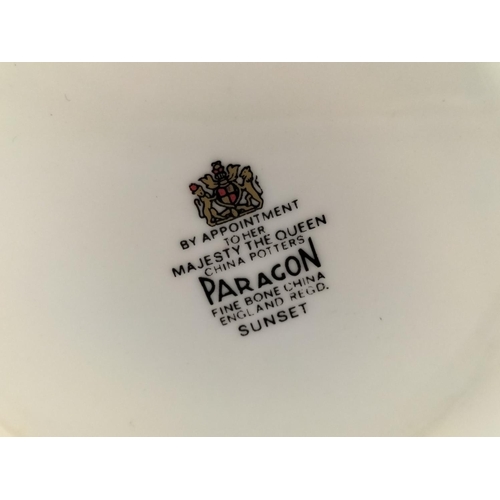 BY APPOINTMENT
TO HER
MAJESTY THE QUEEN
CHINA POTTERS
PARAGON
FINE BONE CHINA
ENGLAND REGD.
SUNSET